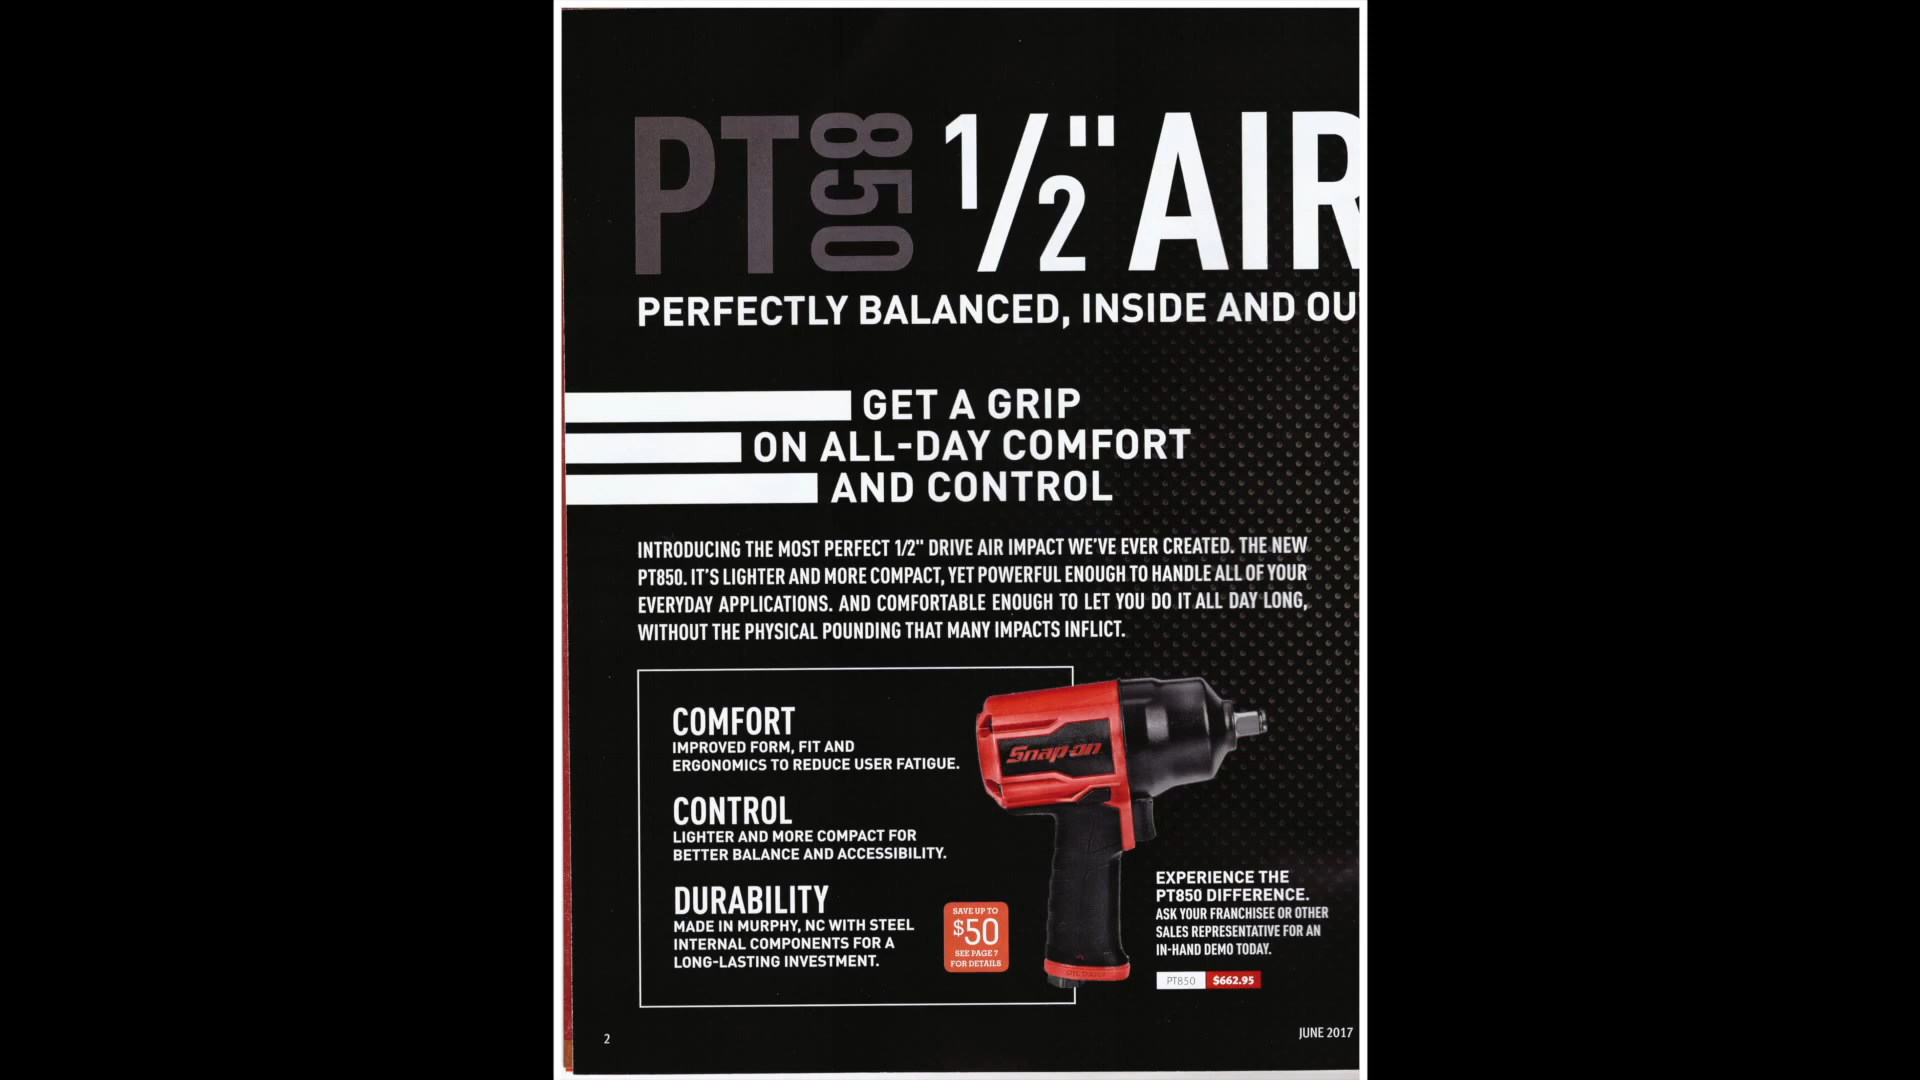 PT850 1/2" AIR
PERFECTLY BALANCED, INSIDE AND OU
GET A GRIP
ON ALL-DAY COMFORT
AND CONTROL
INTRODUCING THE MOST PERFECT 1/2" DRIVE AIR IMPACT WE'VE EVER CREATED. THE NEW
PT850. IT'S LIGHTER AND MORE COMPACT, YET POWERFUL ENOUGH TO HANDLE ALL OF YOUR
EVERYDAY APPLICATIONS. AND COMFORTABLE ENOUGH TO LET YOU DO IT ALL DAY LONG,
WITHOUT THE PHYSICAL POUNDING THAT MANY IMPACTS INFLICT.
COMFORT
IMPROVED FORM, FIT AND
ERGONOMICS TO REDUCE USER FATIGUE.
CONTROL
LIGHTER AND MORE COMPACT FOR
BETTER BALANCE AND ACCESSIBILITY.
DURABILITY
MADE IN MURPHY, NC WITH STEEL
INTERNAL COMPONENTS FOR A
LONG-LASTING INVESTMENT.
SAVE UP TO
$50
SEE PAGE 7
FOR DETAILS
Snap-on
EXPERIENCE THE
PT850 DIFFERENCE.
ASK YOUR FRANCHISEE OR OTHER
SALES REPRESENTATIVE FOR AN
IN-HAND DEMO TODAY.
PT850 $662.95
2
JUNE 2017